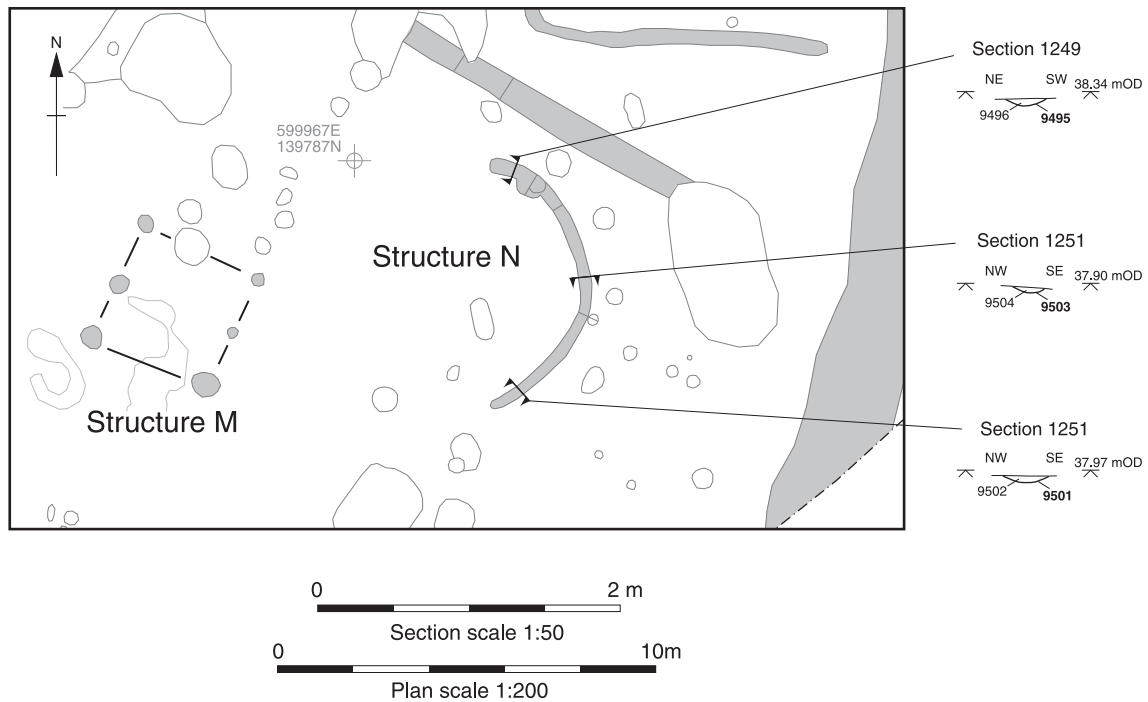 N
599967E
139787N
Structure N
Structure M
Section 1249
NE SW 38.34 mOD
9496 9495
Section 1251
NW SE 37.90 mOD
9504 9503
Section 1251
NW SE 37.97 mOD
9502 9501
0 2 m
Section scale 1:50
0 10m
Plan scale 1:200